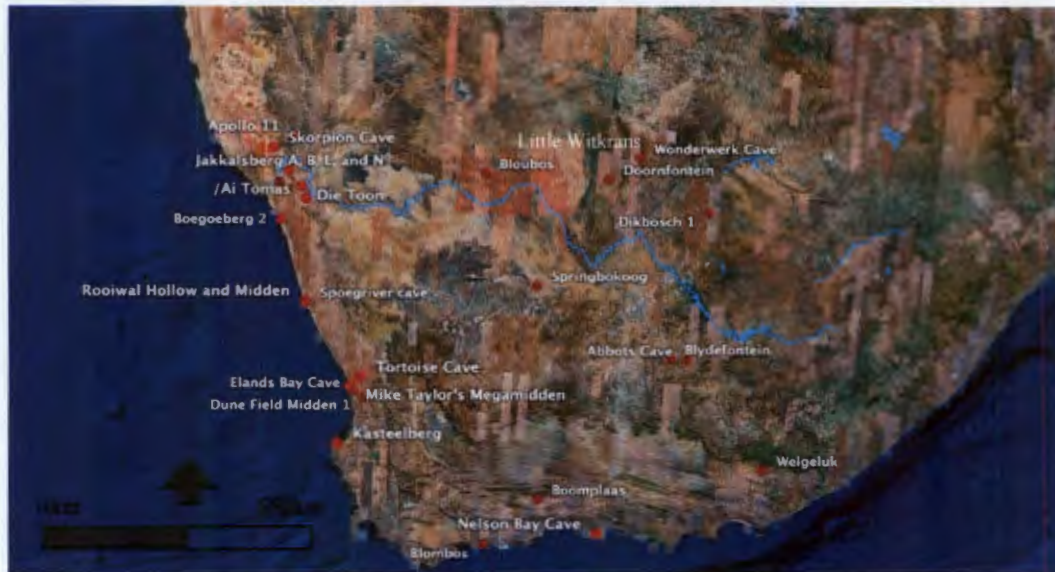 Apollo 11
Skorpion Cave
Little Witkrans
Wonderwerk Cave
Jakkalsberg A, B, L, and N
Bloubos
Doornfontein
/Ai Tomas
Die Toon
Boegoeberg 2
Dikbosch 1
Springbokoog
Rooiwal Hollow and Midden
Spoegriver cave
Abbots Cave
Blydefontein
Tortoise Cave
Elands Bay Cave
Mike Taylor's Megamidden
Dune Field Midden 1
Kasteelberg
Welgeluk
Boomplaas
Nelson Bay Cave
Blombos